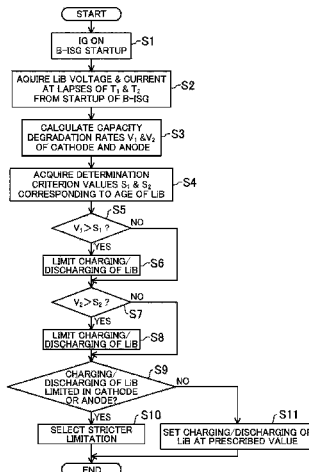 START
S1
IG ON
B-ISG STARTUP
S2
AQUIRE LiB VOLTAGE & CURRENT
AT LAPSES OF T1 & T2
FROM STARTUP OF B-ISG
S3
CALCULATE CAPACITY
DEGRADATION RATES V1 &V2
OF CATHODE AND ANODE
S4
ACQUIRE DETERMINATION
CRITERION VALUES S1 & S2
CORRESPONDING TO AGE OF LiB
S5
V1>S1 ?
NO
YES
S6
LIMIT CHARGING/
DISCHARGING OF LiB
V2>S2 ?
NO
S7
YES
S8
LIMIT CHARGING/
DISCHARGING OF LiB
S9
CHARGING/
DISCHARGING OF LiB
LIMITED IN CATHODE
OR ANODE?
NO
YES
S10
SELECT STRICTER
LIMITATION
S11
SET CHARGING/DISCHARGING OF
LiB AT PRESCRIBED VALUE
END